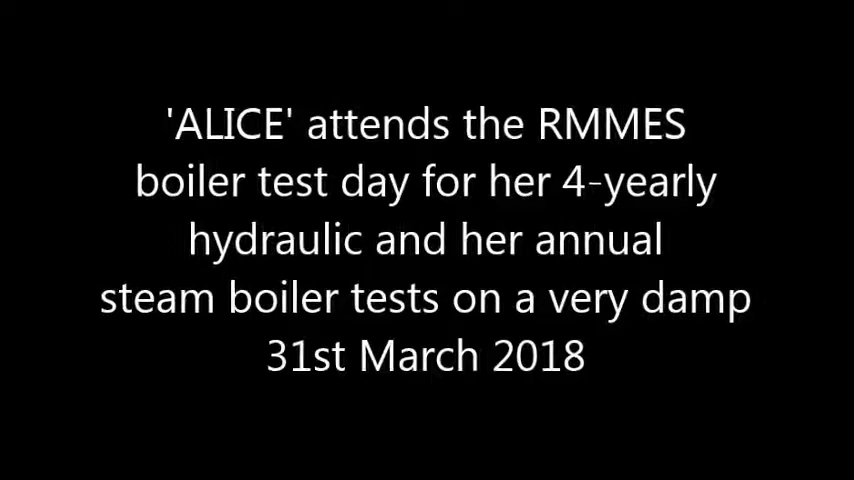 'ALICE' attends the RMMES
boiler test day for her 4-yearly
hydraulic and her annual
steam boiler tests on a very damp
31st March 2018